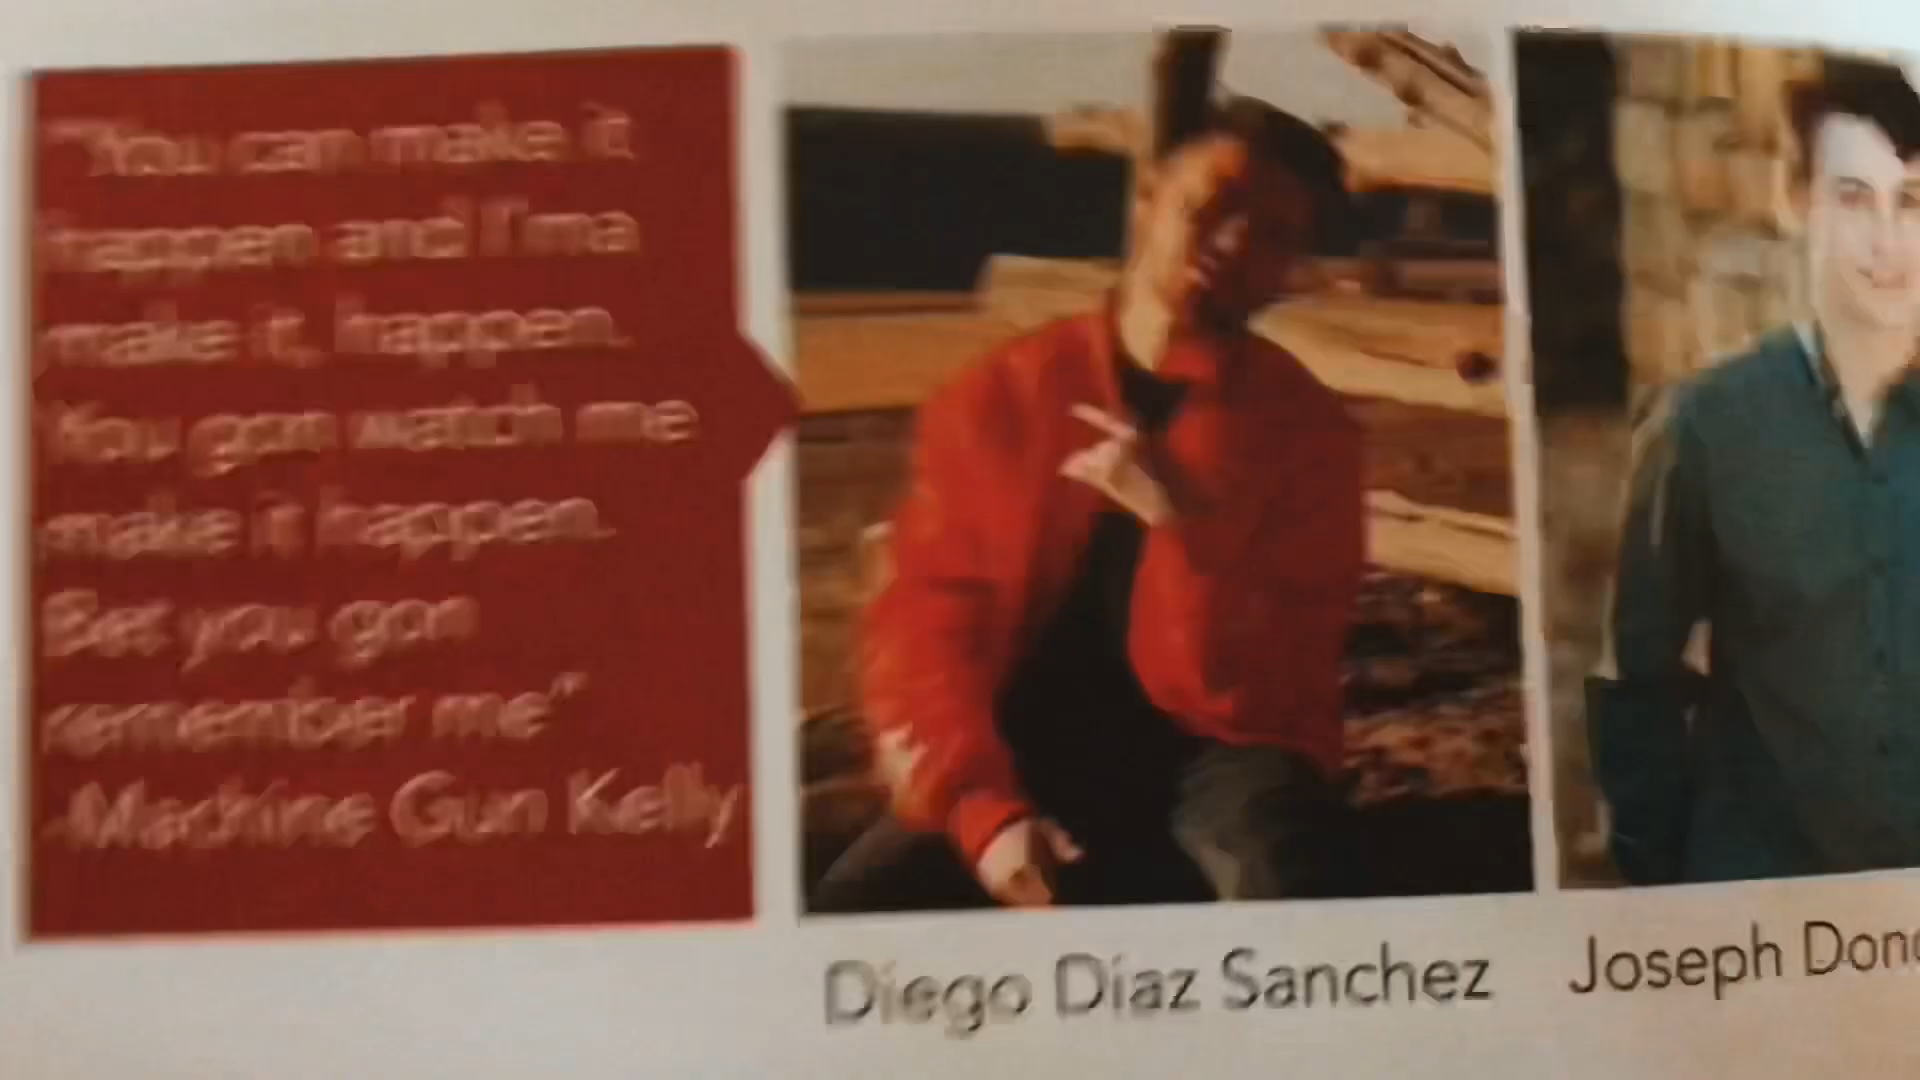 "You can make it
happen and I'ma
make it, happen.
You gon watch me
make it happen.
Bet you gon
remember me"
-Machine Gun Kelly
Diego Diaz Sanchez
Joseph